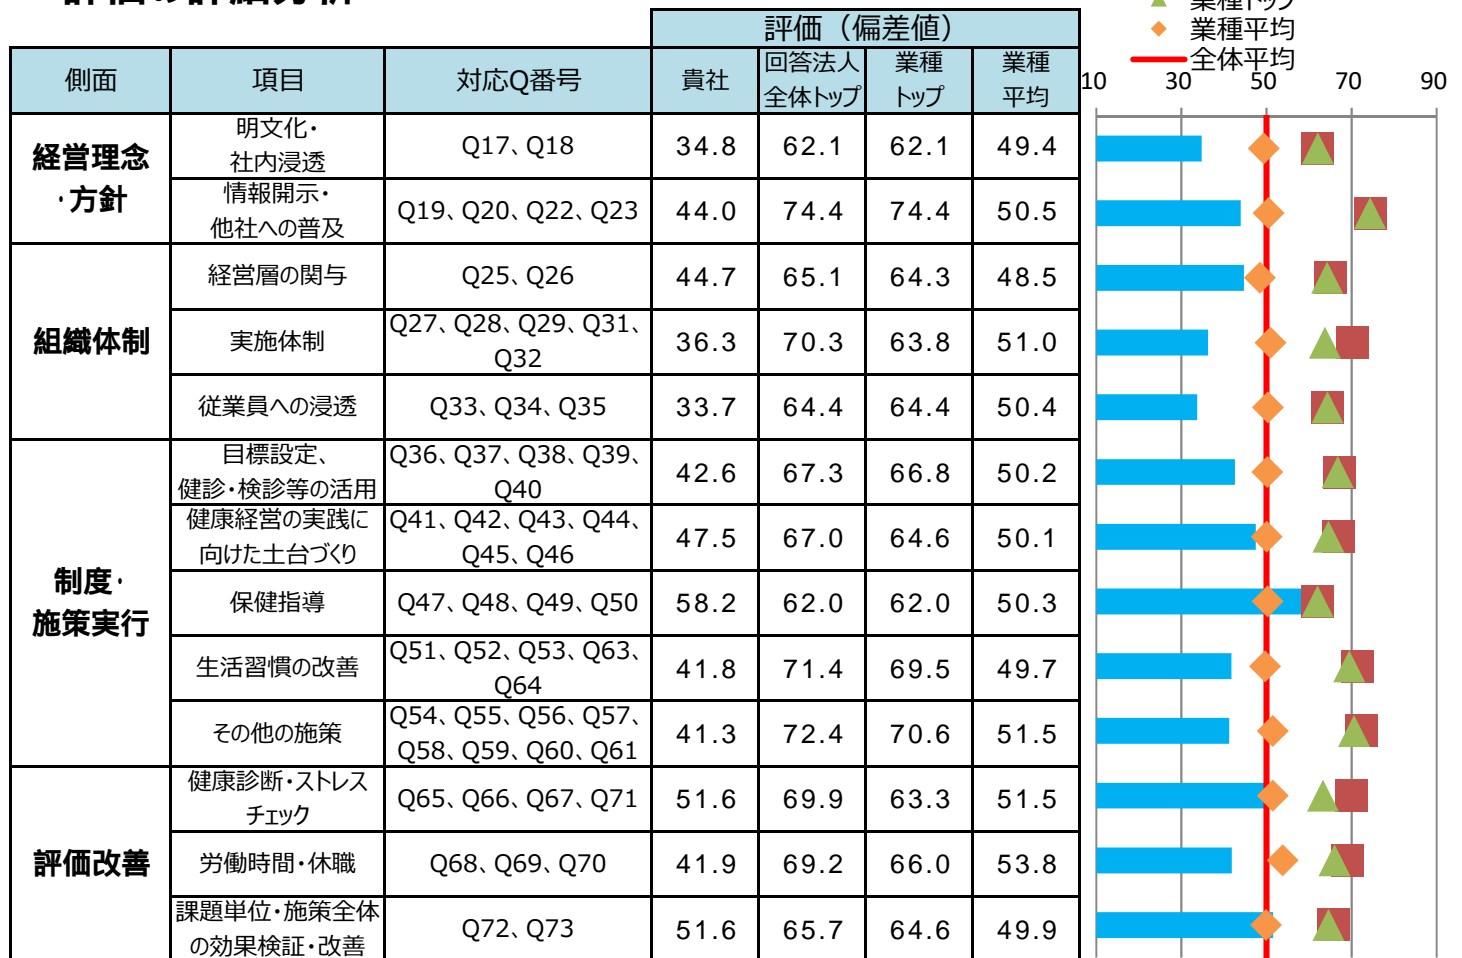 評価の詳細分析
業種トップ
業種平均
全体平均
評価（偏差値）
側面 項目 対応Q番号 貴社 回答法人 業種 業種
全体トップ トップ 平均
10 30 50 70 90
経営理念
・方針
明文化・
社内浸透
Q17、Q18 34.8 62.1 62.1 49.4
情報開示・
他社への普及
Q19、Q20、Q22、Q23 44.0 74.4 74.4 50.5
組織体制
経営層の関与 Q25、Q26 44.7 65.1 64.3 48.5
実施体制
Q27、Q28、Q29、Q31、
Q32
36.3 70.3 63.8 51.0
従業員への浸透 Q33、Q34、Q35 33.7 64.4 64.4 50.4
制度・
施策実行
目標設定、
健診・検診等の活用
Q36、Q37、Q38、Q39、
Q40
42.6 67.3 66.8 50.2
健康経営の実践に
向けた土台づくり
Q41、Q42、Q43、Q44、
Q45、Q46
47.5 67.0 64.6 50.1
保健指導 Q47、Q48、Q49、Q50 58.2 62.0 62.0 50.3
生活習慣の改善
Q51、Q52、Q53、Q63、
Q64
41.8 71.4 69.5 49.7
その他の施策
Q54、Q55、Q56、Q57、
Q58、Q59、Q60、Q61
41.3 72.4 70.6 51.5
評価改善
健康診断・ストレス
チェック
Q65、Q66、Q67、Q71 51.6 69.9 63.3 51.5
労働時間・休職 Q68、Q69、Q70 41.9 69.2 66.0 53.8
課題単位・施策全体
の効果検証・改善
Q72、Q73 51.6 65.7 64.6 49.9